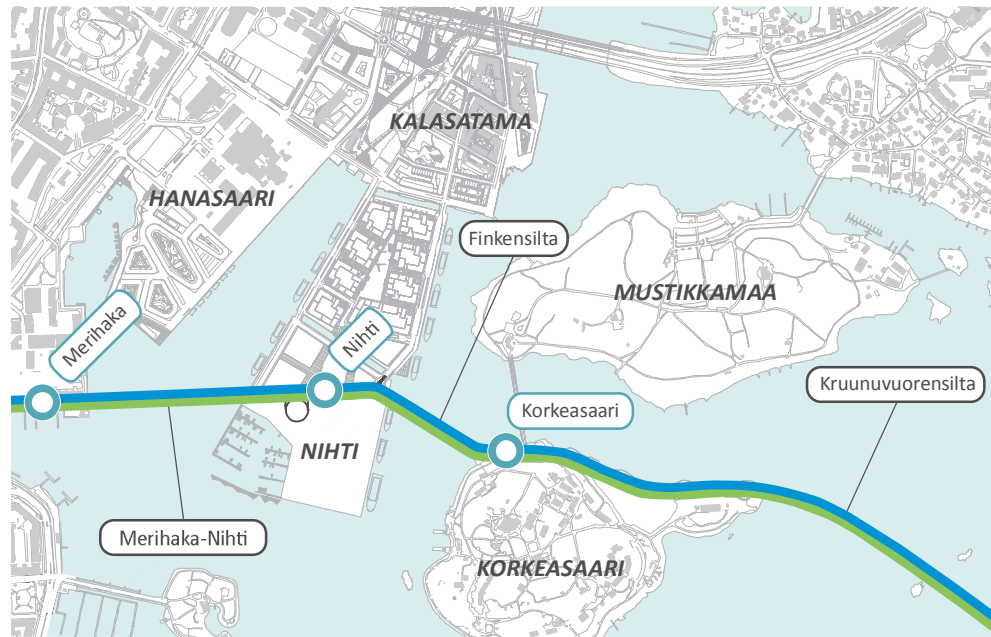 KALASATAMA
HANASAARI
Finkensilta
MUSTIKKAMAA
Merihaka
Nihti
Kruunuvuorensilta
Korkeasaari
NIHTI
Merihaka-Nihti
KORKEASAARI